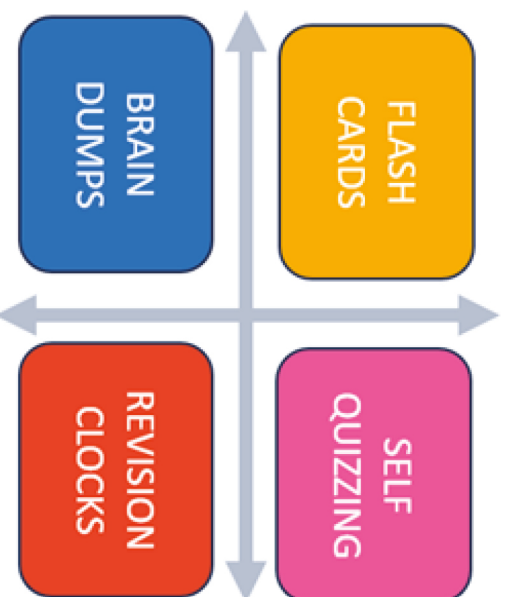 FLASH
CARDS
SELF
QUIZZING
BRAIN
DUMPS
REVISION
CLOCKS